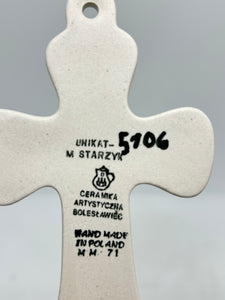 UNIKAT- 5106
M STARZYK
CERAMIKA
ARTYSTYCZNA
BOLESŁAWIEC
HAND MADE
IN POLAND
M M · 71